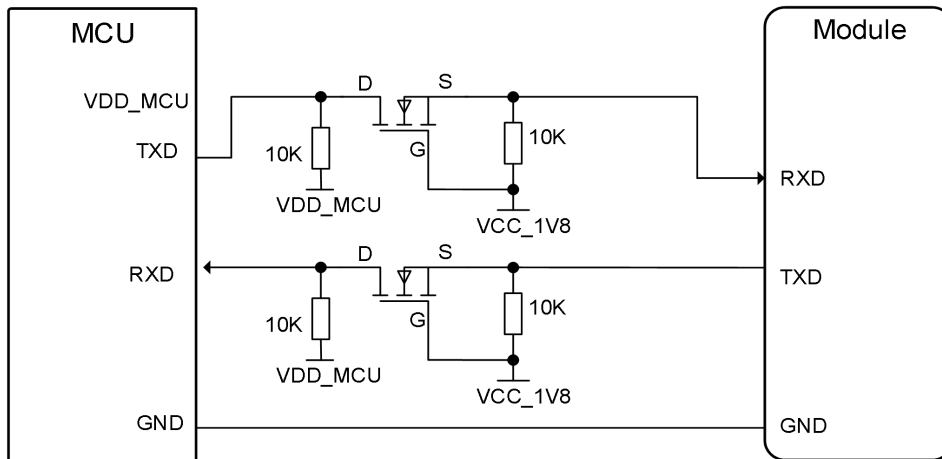 MCU
Module
D
S
VDD_MCU
TXD
10K
G
10K
RXD
VDD_MCU
VCC_1V8
D
S
RXD
TXD
10K
G
10K
VDD_MCU
VCC_1V8
GND
GND